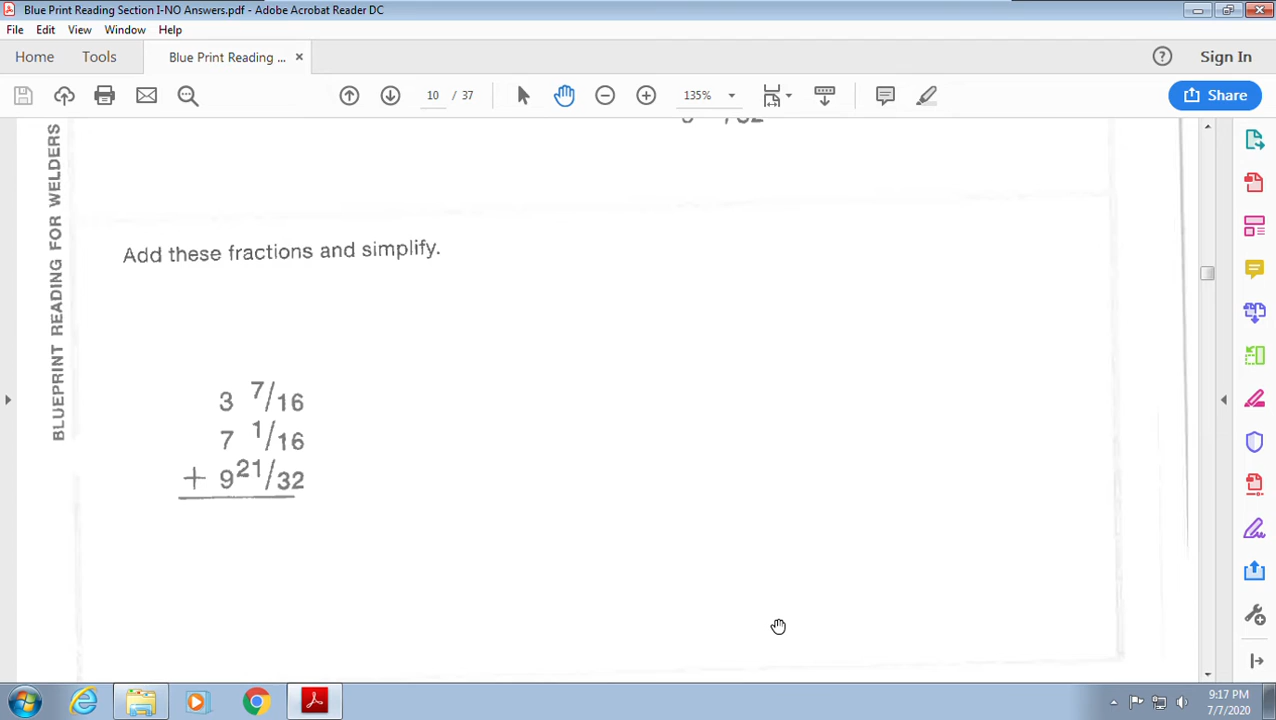 Blue Print Reading Section I-NO Answers.pdf - Adobe Acrobat Reader DC
File Edit View Window Help
Home Tools Blue Print Reading ... × ? Sign In
10 / 37 135% Share
BLUEPRINT READING FOR WELDERS
Add these fractions and simplify.
3 7/16
7 1/16
+ 9 21/32
9:17 PM
7/7/2020